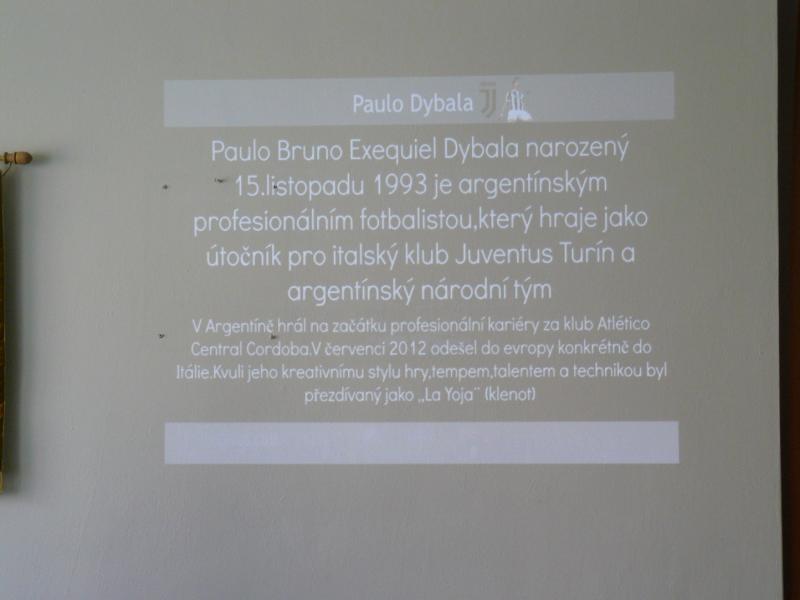 Paulo Dybala
Paulo Bruno Exequiel Dybala narozený
15.listopadu 1993 je argentínským
profesionálním fotbalistou,který hraje jako
útočník pro italský klub Juventus Turín a
argentínský národní tým
V Argentíně hrál na začátku profesionální kariéry za klub Atlético
Central Cordoba.V červenci 2012 odešel do evropy konkrétně do
Itálie.Kvuli jeho kreativnímu stylu hry,tempem,talentem a technikou byl
přezdívaný jako „La Yoja¨ (klenot)